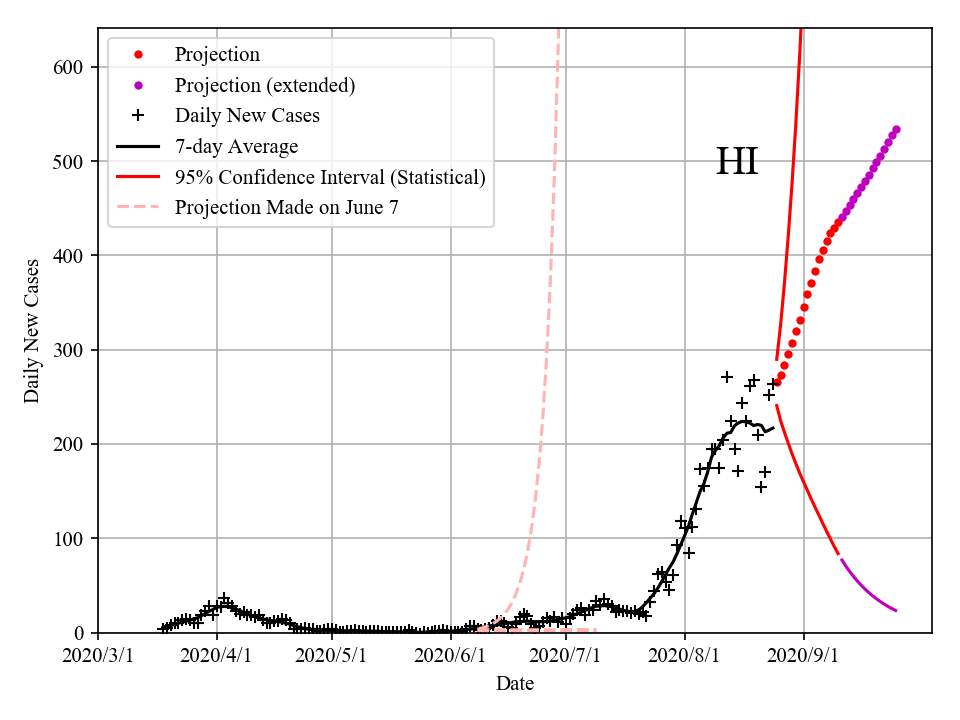 Projection
Projection (extended)
Daily New Cases
7-day Average
95% Confidence Interval (Statistical)
Projection Made on June 7
HI
600
500
400
300
200
100
0
Daily New Cases
2020/3/1 2020/4/1 2020/5/1 2020/6/1 2020/7/1 2020/8/1 2020/9/1
Date